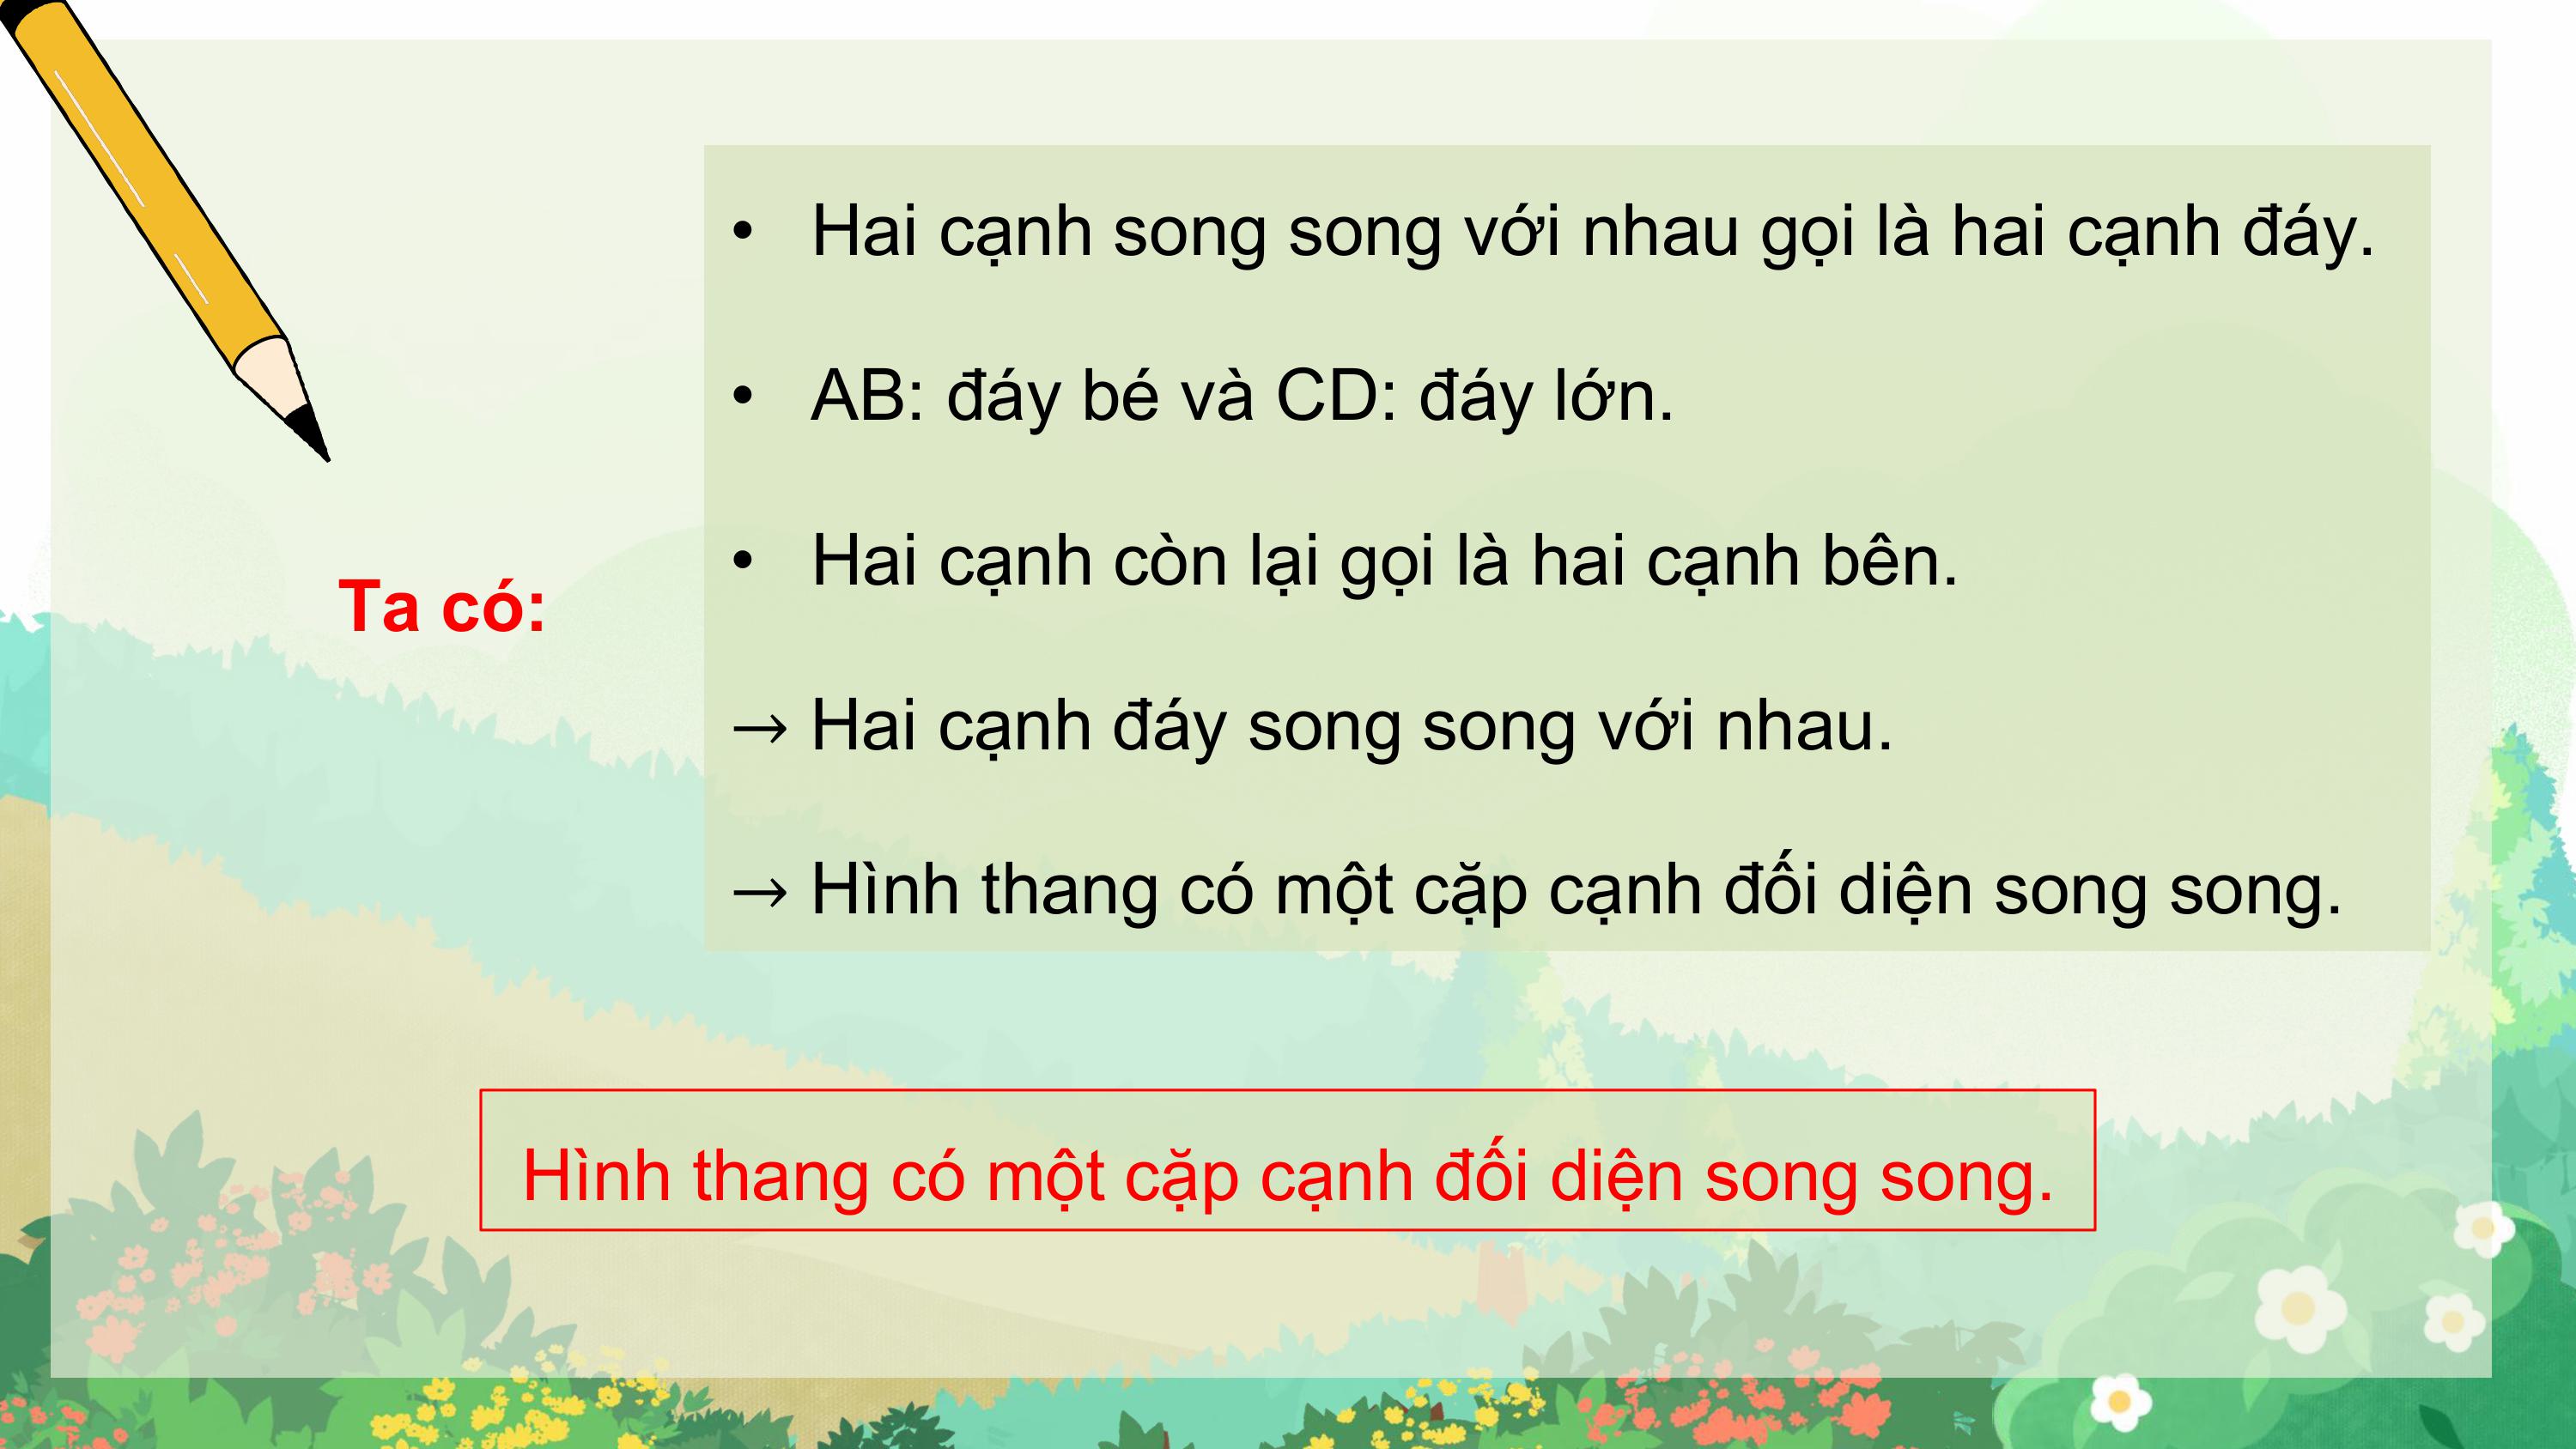 • Hai cạnh song song với nhau gọi là hai cạnh đáy.
• AB: đáy bé và CD: đáy lớn.
• Hai cạnh còn lại gọi là hai cạnh bên.
Ta có:
→ Hai cạnh đáy song song với nhau.
→ Hình thang có một cặp cạnh đối diện song song.
Hình thang có một cặp cạnh đối diện song song.